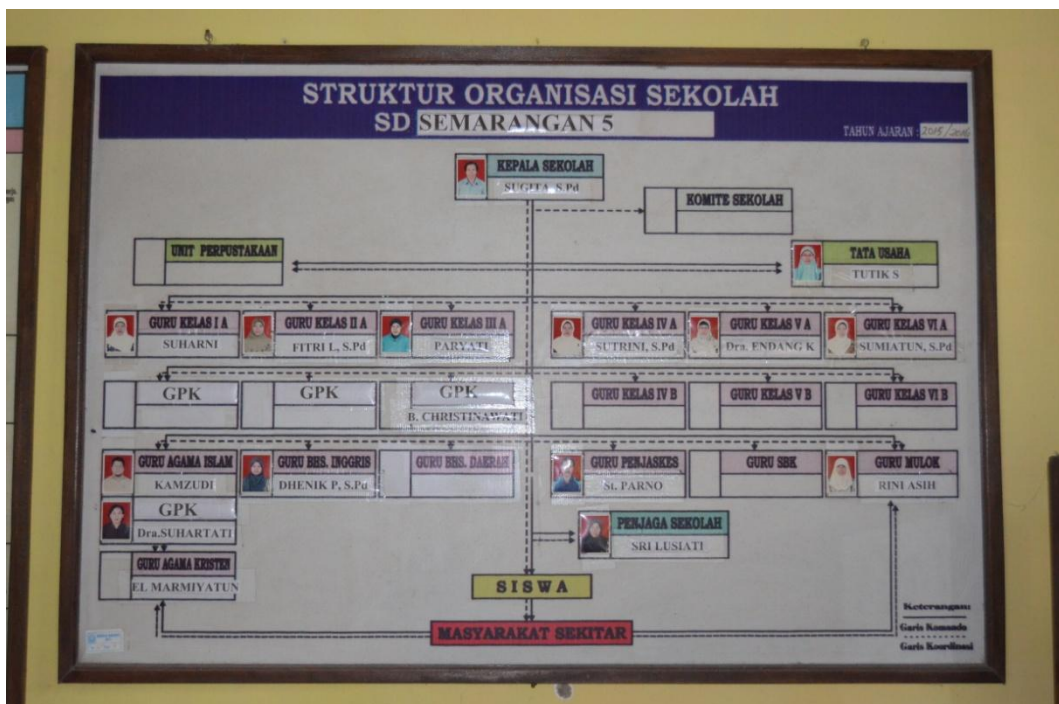 STRUKTUR ORGANISASI SEKOLAH
SD SEMARANGAN 5
TAHUN AJARAN : 2015/2016
KEPALA SEKOLAH
SUGITA, S.Pd
KOMITE SEKOLAH
UNIT PERPUSTAKAAN
TATA USAHA
TUTIK S
GURU KELAS I A
SUHARNI
GURU KELAS II A
FITRI L, S.Pd
GURU KELAS III A
PARYATI
GURU KELAS IV A
SUTRINI, S.Pd
GURU KELAS V A
Dra. ENDANG K
GURU KELAS VI A
SUMIATUN, S.Pd
GPK
GPK
GPK
B. CHRISTINAWATI
GURU KELAS IV B
GURU KELAS V B
GURU KELAS VI B
GURU AGAMA ISLAM
KAMZUDI
GURU BHS. INGGRIS
DHENIK P, S.Pd
GURU BHS. DAERAH
GURU PENJASKES
St. PARNO
GURU SBK
GURU MULOK
RINI ASIH
GPK
Dra.SUHARTATI
PENJAGA SEKOLAH
SRI LUSIATI
GURU AGAMA KRISTEN
EL MARMIYATUN
SISWA
MASYARAKAT SEKITAR
Keterangan:
Garis Komando
Garis Koordinasi